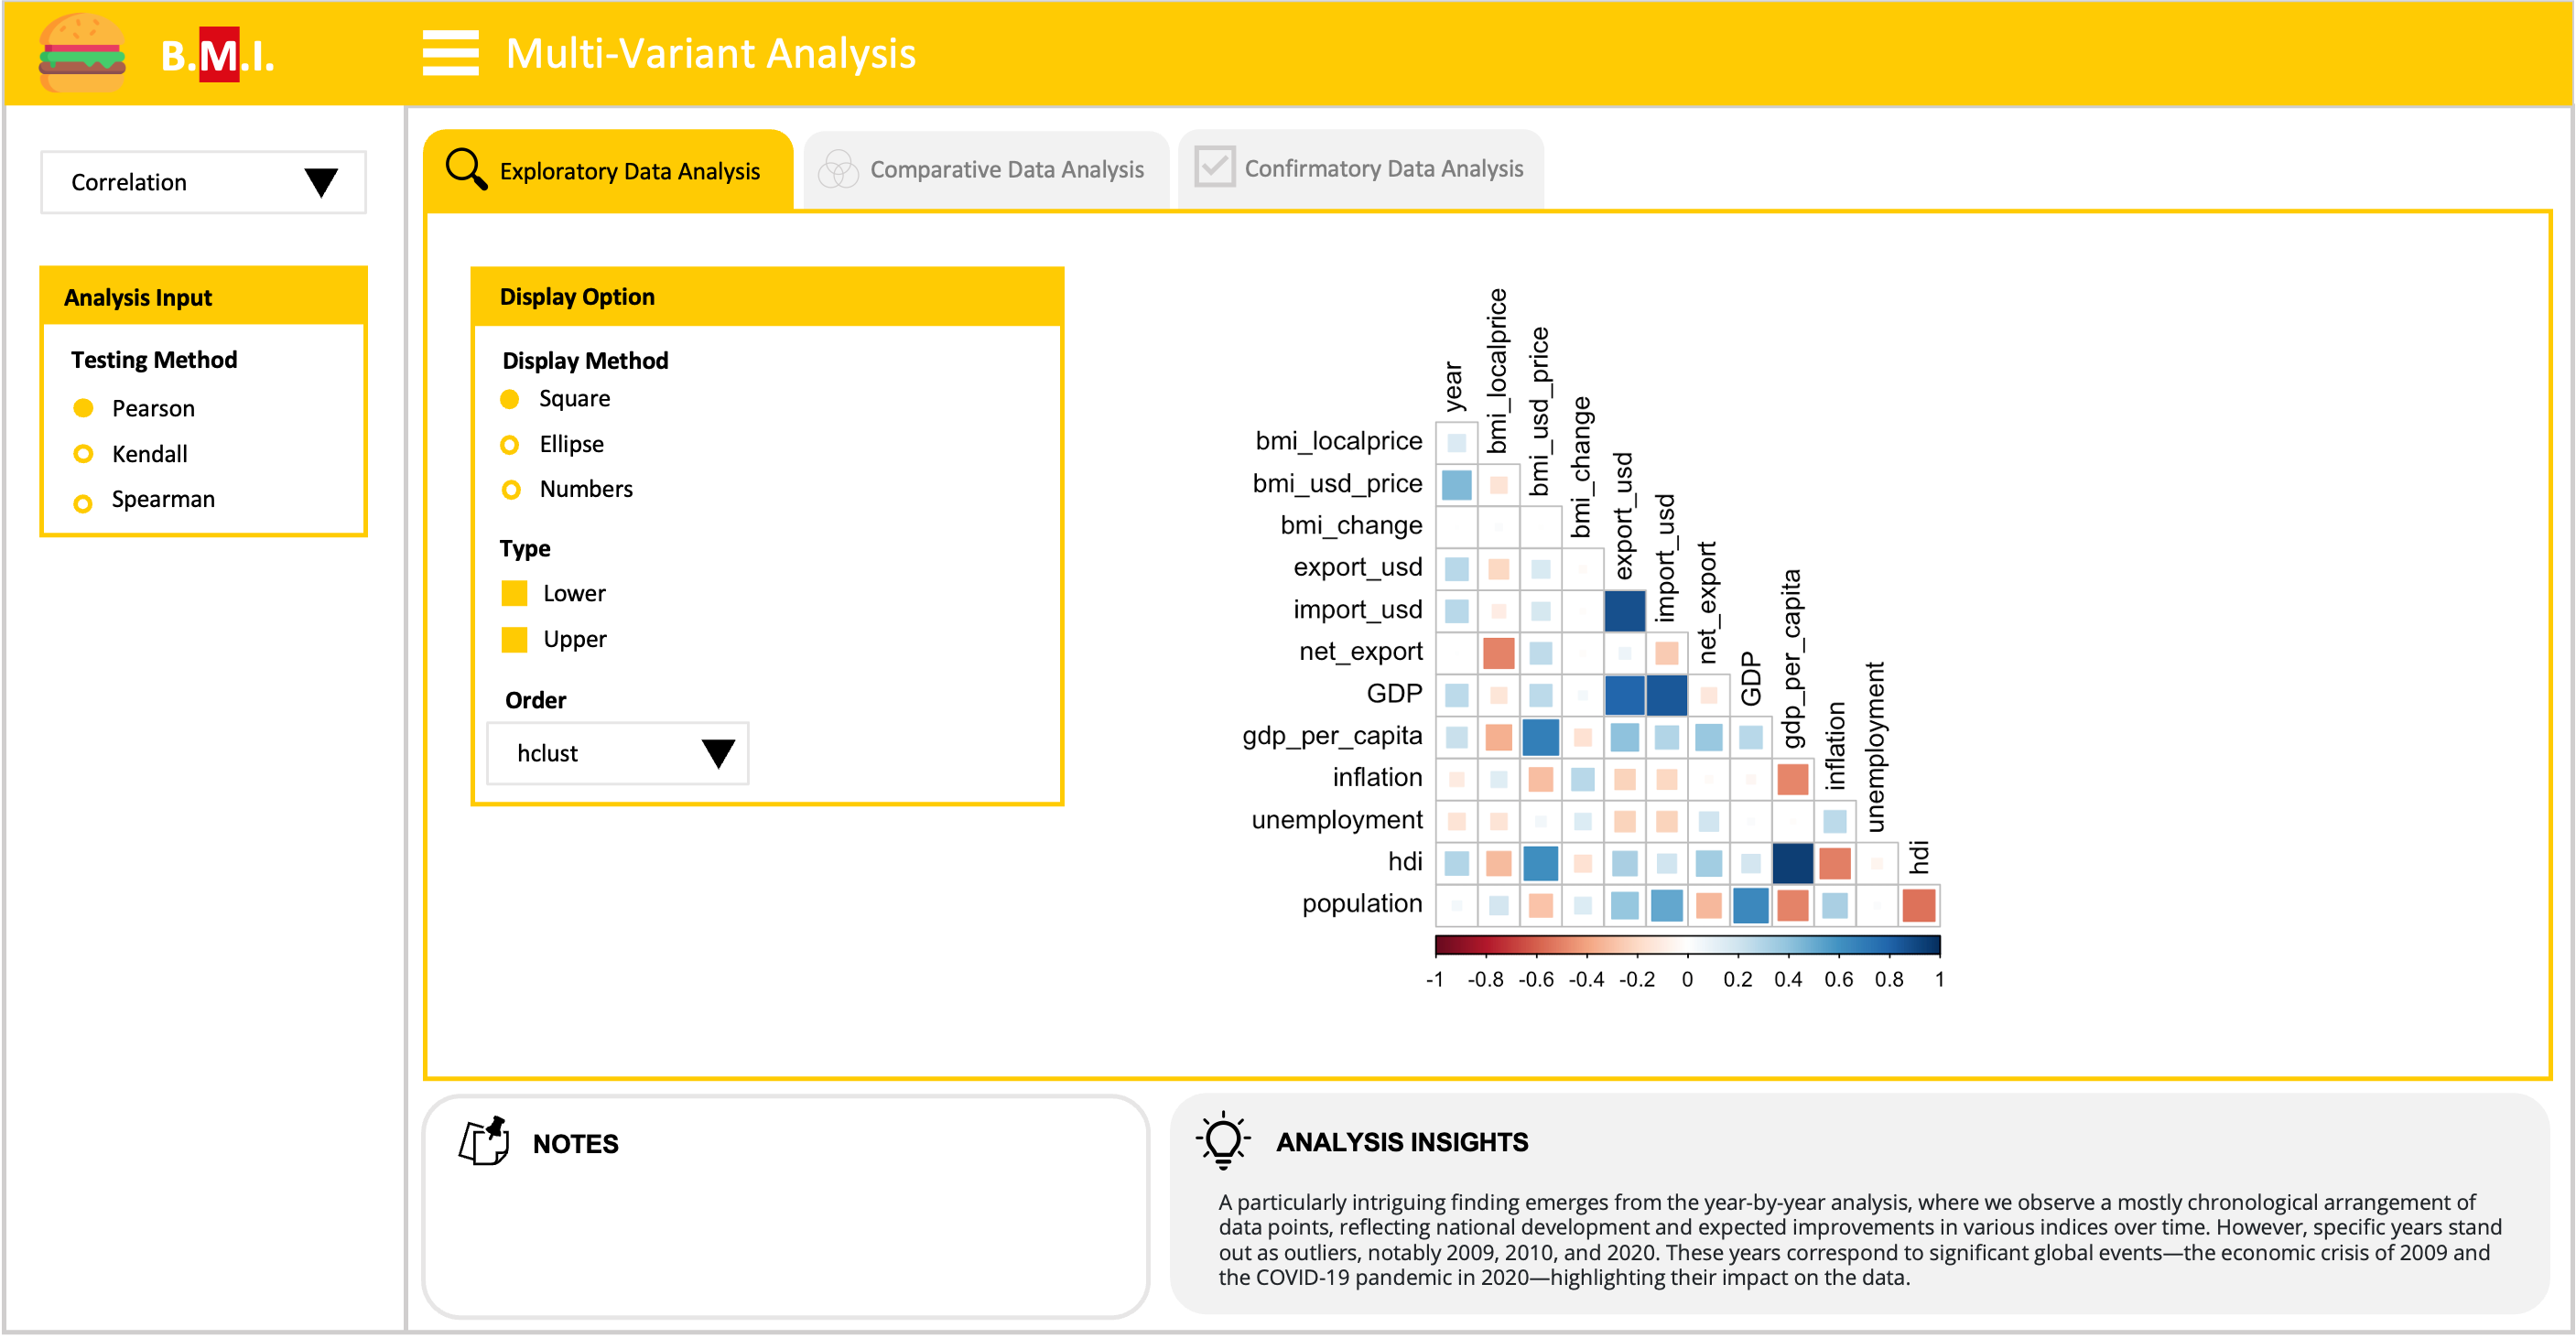 B.M.I.
Multi-Variant Analysis
Correlation
Analysis Input
Testing Method
Pearson
Kendall
Spearman
Exploratory Data Analysis
Comparative Data Analysis
Confirmatory Data Analysis
Display Option
Display Method
Square
Ellipse
Numbers
Type
Lower
Upper
Order
hclust
year
bmi_localprice
bmi_usd_price
bmi_change
export_usd
import_usd
net_export
GDP
gdp_per_capita
inflation
unemployment
hdi
bmi_localprice
bmi_usd_price
bmi_change
export_usd
import_usd
net_export
GDP
gdp_per_capita
inflation
unemployment
hdi
population
-1 -0.8 -0.6 -0.4 -0.2 0 0.2 0.4 0.6 0.8 1
NOTES
ANALYSIS INSIGHTS
A particularly intriguing finding emerges from the year-by-year analysis, where we observe a mostly chronological arrangement of
data points, reflecting national development and expected improvements in various indices over time. However, specific years stand
out as outliers, notably 2009, 2010, and 2020. These years correspond to significant global events—the economic crisis of 2009 and
the COVID-19 pandemic in 2020—highlighting their impact on the data.